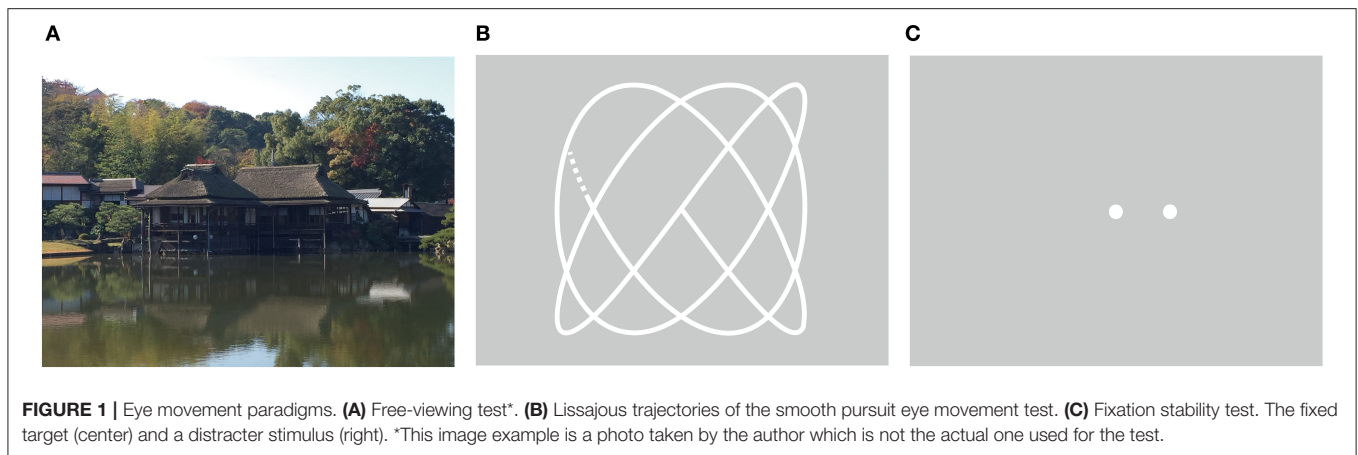 A
B
C
FIGURE 1 | Eye movement paradigms. (A) Free-viewing test*. (B) Lissajous trajectories of the smooth pursuit eye movement test. (C) Fixation stability test. The fixed
target (center) and a distracter stimulus (right). *This image example is a photo taken by the author which is not the actual one used for the test.